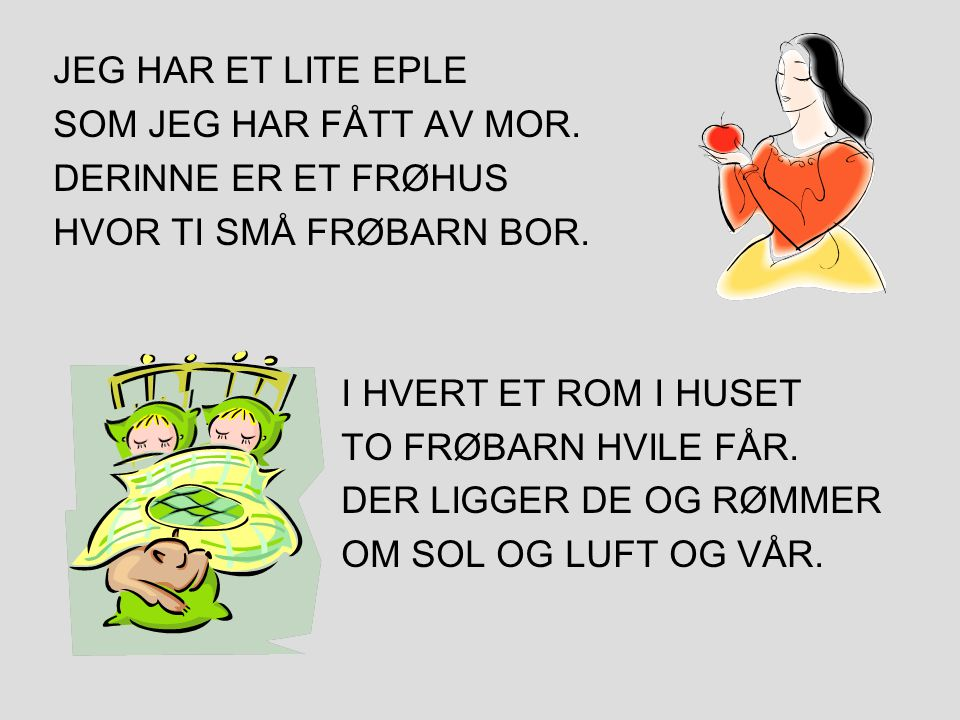 JEG HAR ET LITE EPLE
SOM JEG HAR FÅTT AV MOR.
DERINNE ER ET FRØHUS
HVOR TI SMÅ FRØBARN BOR.
I HVERT ET ROM I HUSET
TO FRØBARN HVILE FÅR.
DER LIGGER DE OG RØMMER
OM SOL OG LUFT OG VÅR.